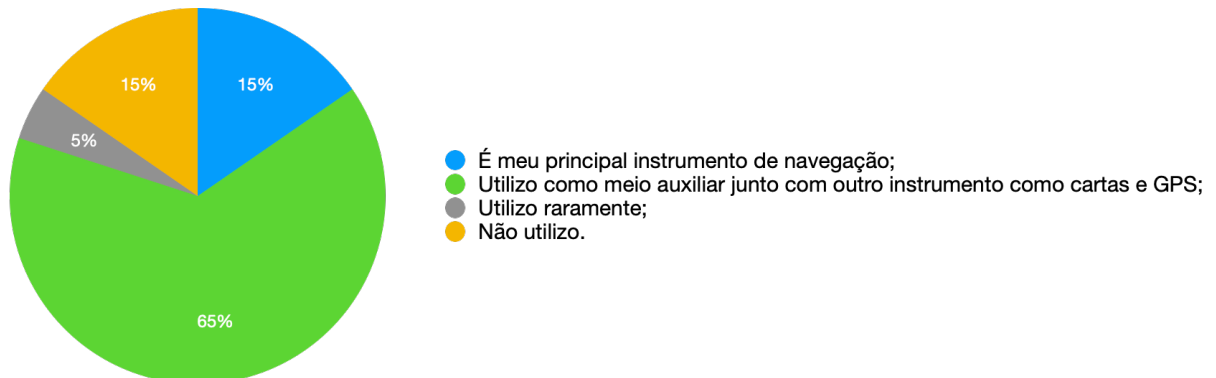 15%
15%
5%
65%
É meu principal instrumento de navegação;
Utilizo como meio auxiliar junto com outro instrumento como cartas e GPS;
Utilizo raramente;
Não utilizo.